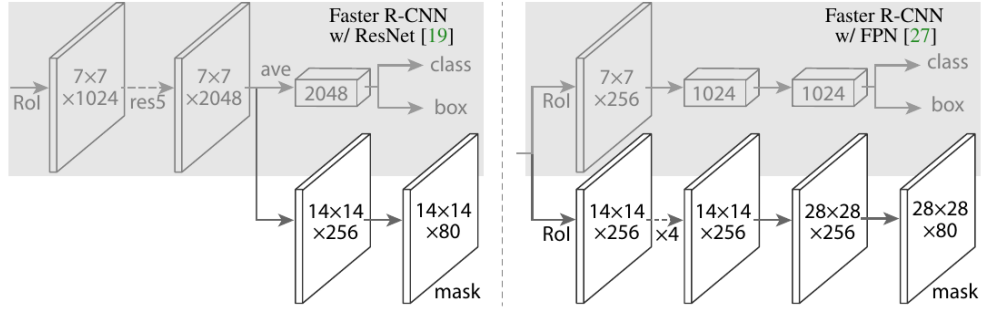 Faster R-CNN
w/ ResNet [19]
RoI
7×7
×1024
res5
7×7
×2048
ave
2048
class
box
14×14
×256
14×14
×80
mask
Faster R-CNN
w/ FPN [27]
RoI
7×7
×256
1024
1024
class
box
RoI
14×14
×256
×4
14×14
×256
28×28
×256
28×28
×80
mask